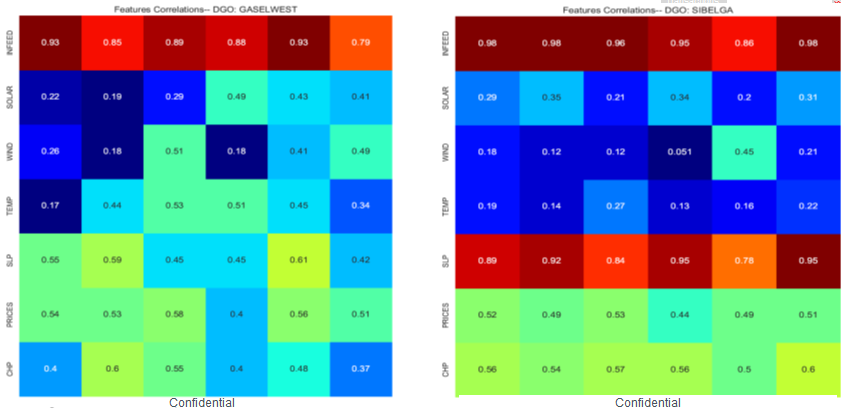 Features Correlations-- DGO: GASELWEST
INFEED 0.93 0.85 0.89 0.88 0.93 0.79
SOLAR 0.22 0.19 0.29 0.49 0.43 0.41
WIND 0.26 0.18 0.51 0.18 0.41 0.49
TEMP 0.17 0.44 0.53 0.51 0.45 0.34
SLP 0.55 0.59 0.45 0.45 0.61 0.42
PRICES 0.54 0.53 0.58 0.4 0.56 0.51
CHP 0.4 0.6 0.55 0.4 0.48 0.37
Confidential
Features Correlations-- DGO: SIBELGA
INFEED 0.98 0.98 0.96 0.95 0.86 0.98
SOLAR 0.29 0.35 0.21 0.34 0.2 0.31
WIND 0.18 0.12 0.12 0.051 0.45 0.21
TEMP 0.19 0.14 0.27 0.13 0.16 0.22
SLP 0.89 0.92 0.84 0.95 0.78 0.95
PRICES 0.52 0.49 0.53 0.44 0.49 0.51
CHP 0.56 0.54 0.57 0.56 0.5 0.6
Confidential